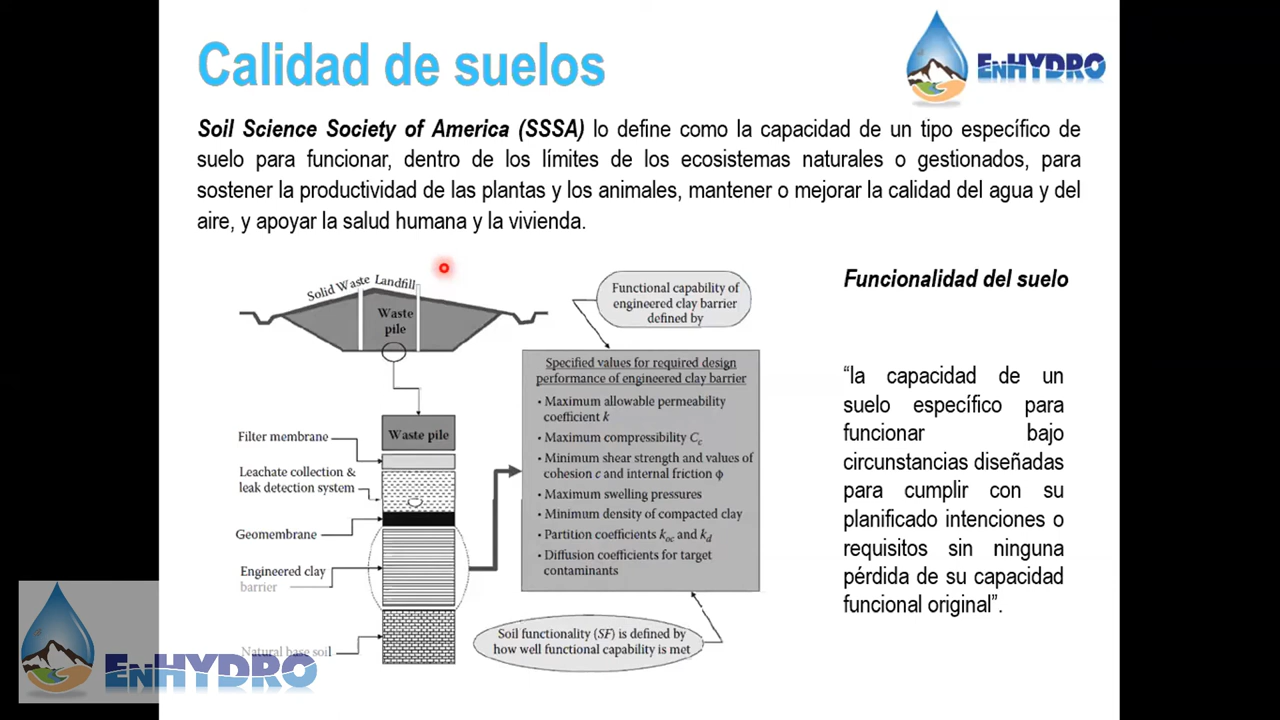 Calidad de suelos
ENHYDRO
Soil Science Society of America (SSSA) lo define como la capacidad de un tipo específico de
suelo para funcionar, dentro de los límites de los ecosistemas naturales o gestionados, para
sostener la productividad de las plantas y los animales, mantener o mejorar la calidad del agua y del
aire, y apoyar la salud humana y la vivienda.
Solid Waste Landfill
Waste
pile
Waste pile
Filter membrane
Leachate collection &
leak detection system
Geomembrane
Engineered clay
barrier
Natural base soil
Functional capability of
engineered clay barrier
defined by
Specified values for required design
performance of engineered clay barrier
• Maximum allowable permeability
coefficient k
• Maximum compressibility Cc
• Minimum shear strength and values of
cohesion c and internal friction ϕ
• Maximum swelling pressures
• Minimum density of compacted clay
• Partition coefficients koc and kd
• Diffusion coefficients for target
contaminants
Soil functionality (SF) is defined by
how well functional capability is met
Funcionalidad del suelo
“la capacidad de un
suelo específico para
funcionar bajo
circunstancias diseñadas
para cumplir con su
planificado intenciones o
requisitos sin ninguna
pérdida de su capacidad
funcional original”.
ENHYDRO